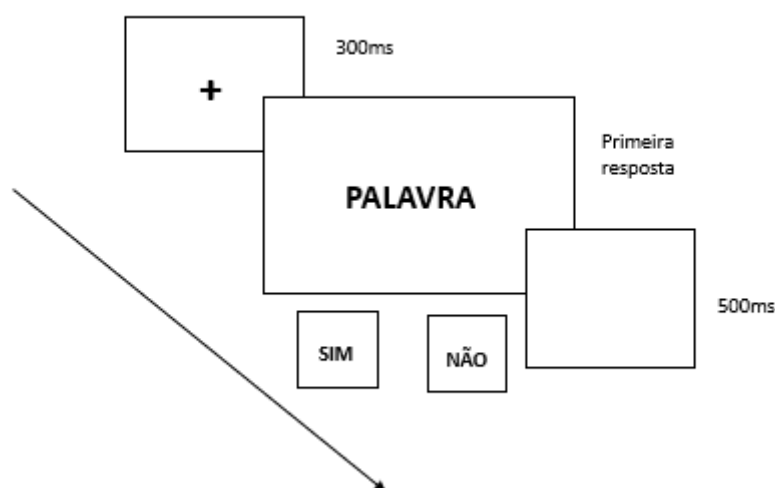 300ms
+
Primeira
resposta
PALAVRA
500ms
SIM
NÃO